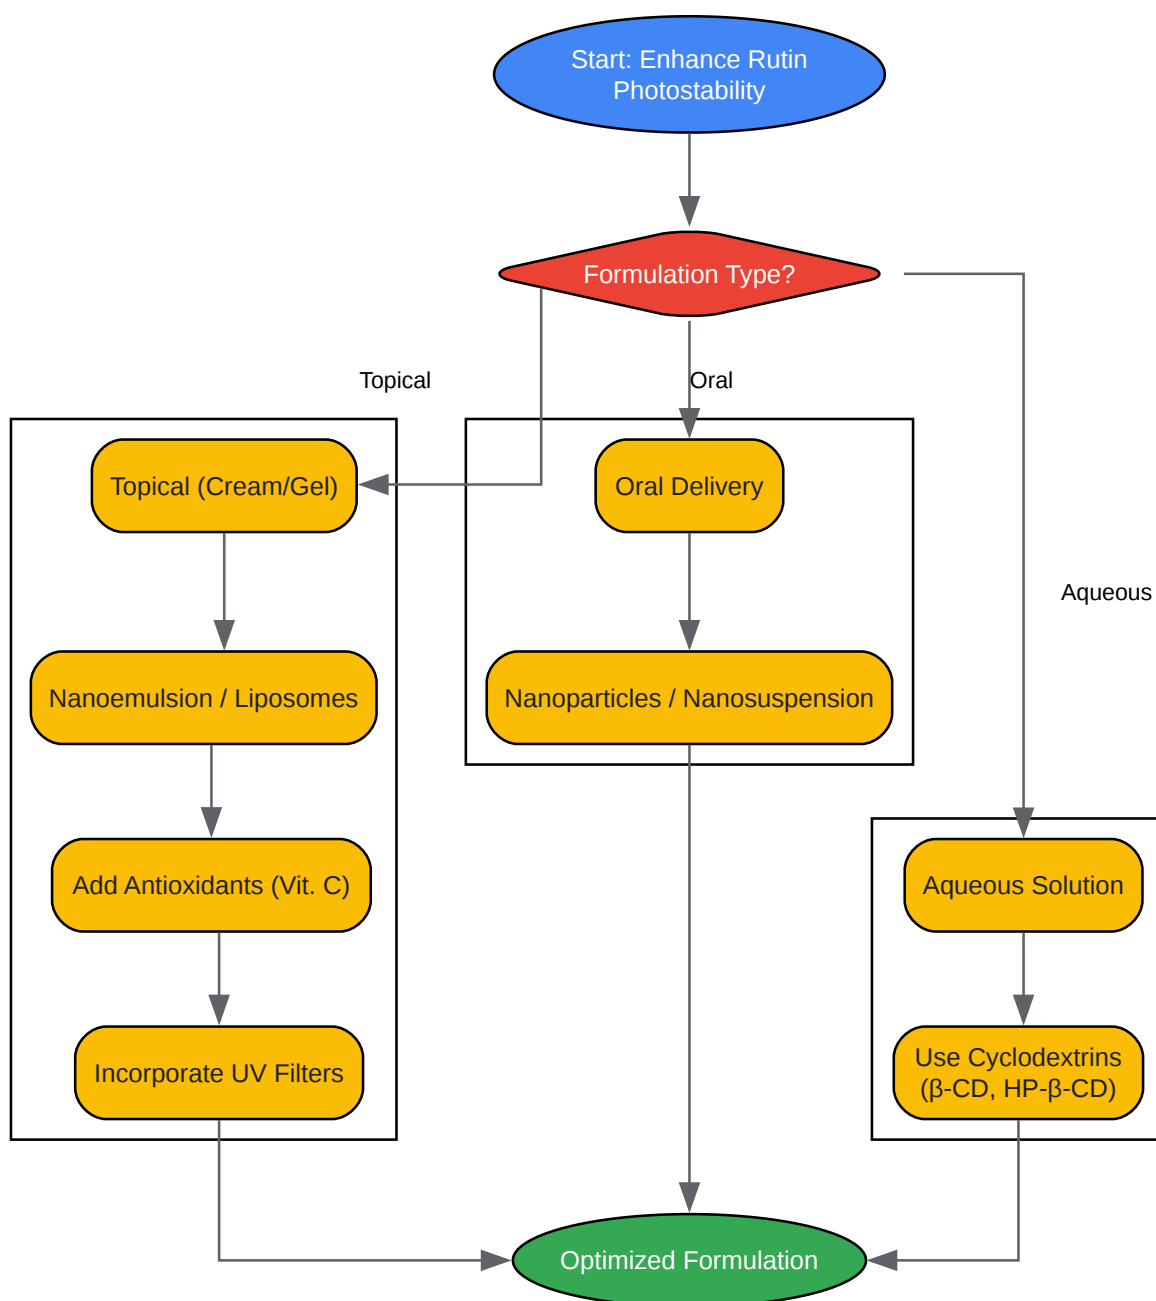 Start: Enhance Rutin
Photostability
Formulation Type?
Topical
Oral
Topical (Cream/Gel)
Oral Delivery
Aqueous
Nanoemulsion / Liposomes
Nanoparticles / Nanosuspension
Add Antioxidants (Vit. C)
Aqueous Solution
Incorporate UV Filters
Use Cyclodextrins
(β-CD, HP-β-CD)
Optimized Formulation